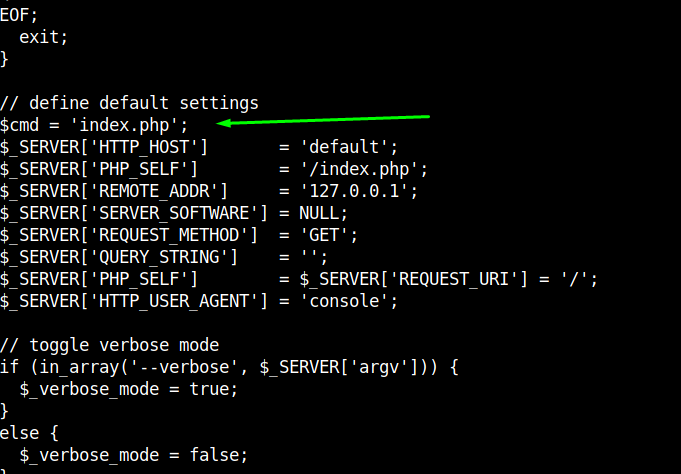 EOF;
  exit;
}

// define default settings
$cmd = 'index.php';
$_SERVER['HTTP_HOST']       = 'default';
$_SERVER['PHP_SELF']        = '/index.php';
$_SERVER['REMOTE_ADDR']     = '127.0.0.1';
$_SERVER['SERVER_SOFTWARE'] = NULL;
$_SERVER['REQUEST_METHOD']  = 'GET';
$_SERVER['QUERY_STRING']    = '';
$_SERVER['PHP_SELF']        = $_SERVER['REQUEST_URI'] = '/';
$_SERVER['HTTP_USER_AGENT'] = 'console';

// toggle verbose mode
if (in_array('--verbose', $_SERVER['argv'])) {
  $_verbose_mode = true;
}
else {
  $_verbose_mode = false;
}